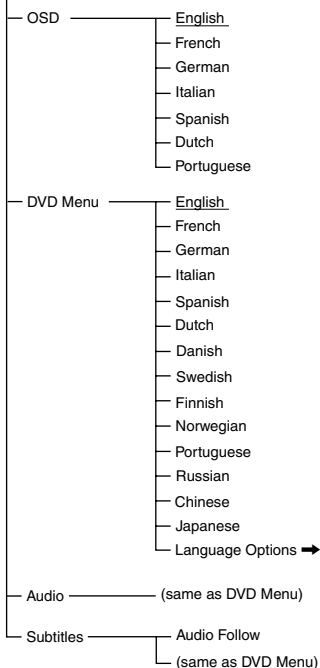 OSD English
French
German
Italian
Spanish
Dutch
Portuguese
DVD Menu English
French
German
Italian
Spanish
Dutch
Danish
Swedish
Finnish
Norwegian
Portuguese
Russian
Chinese
Japanese
Language Options ➡
Audio (same as DVD Menu)
Subtitles Audio Follow
(same as DVD Menu)